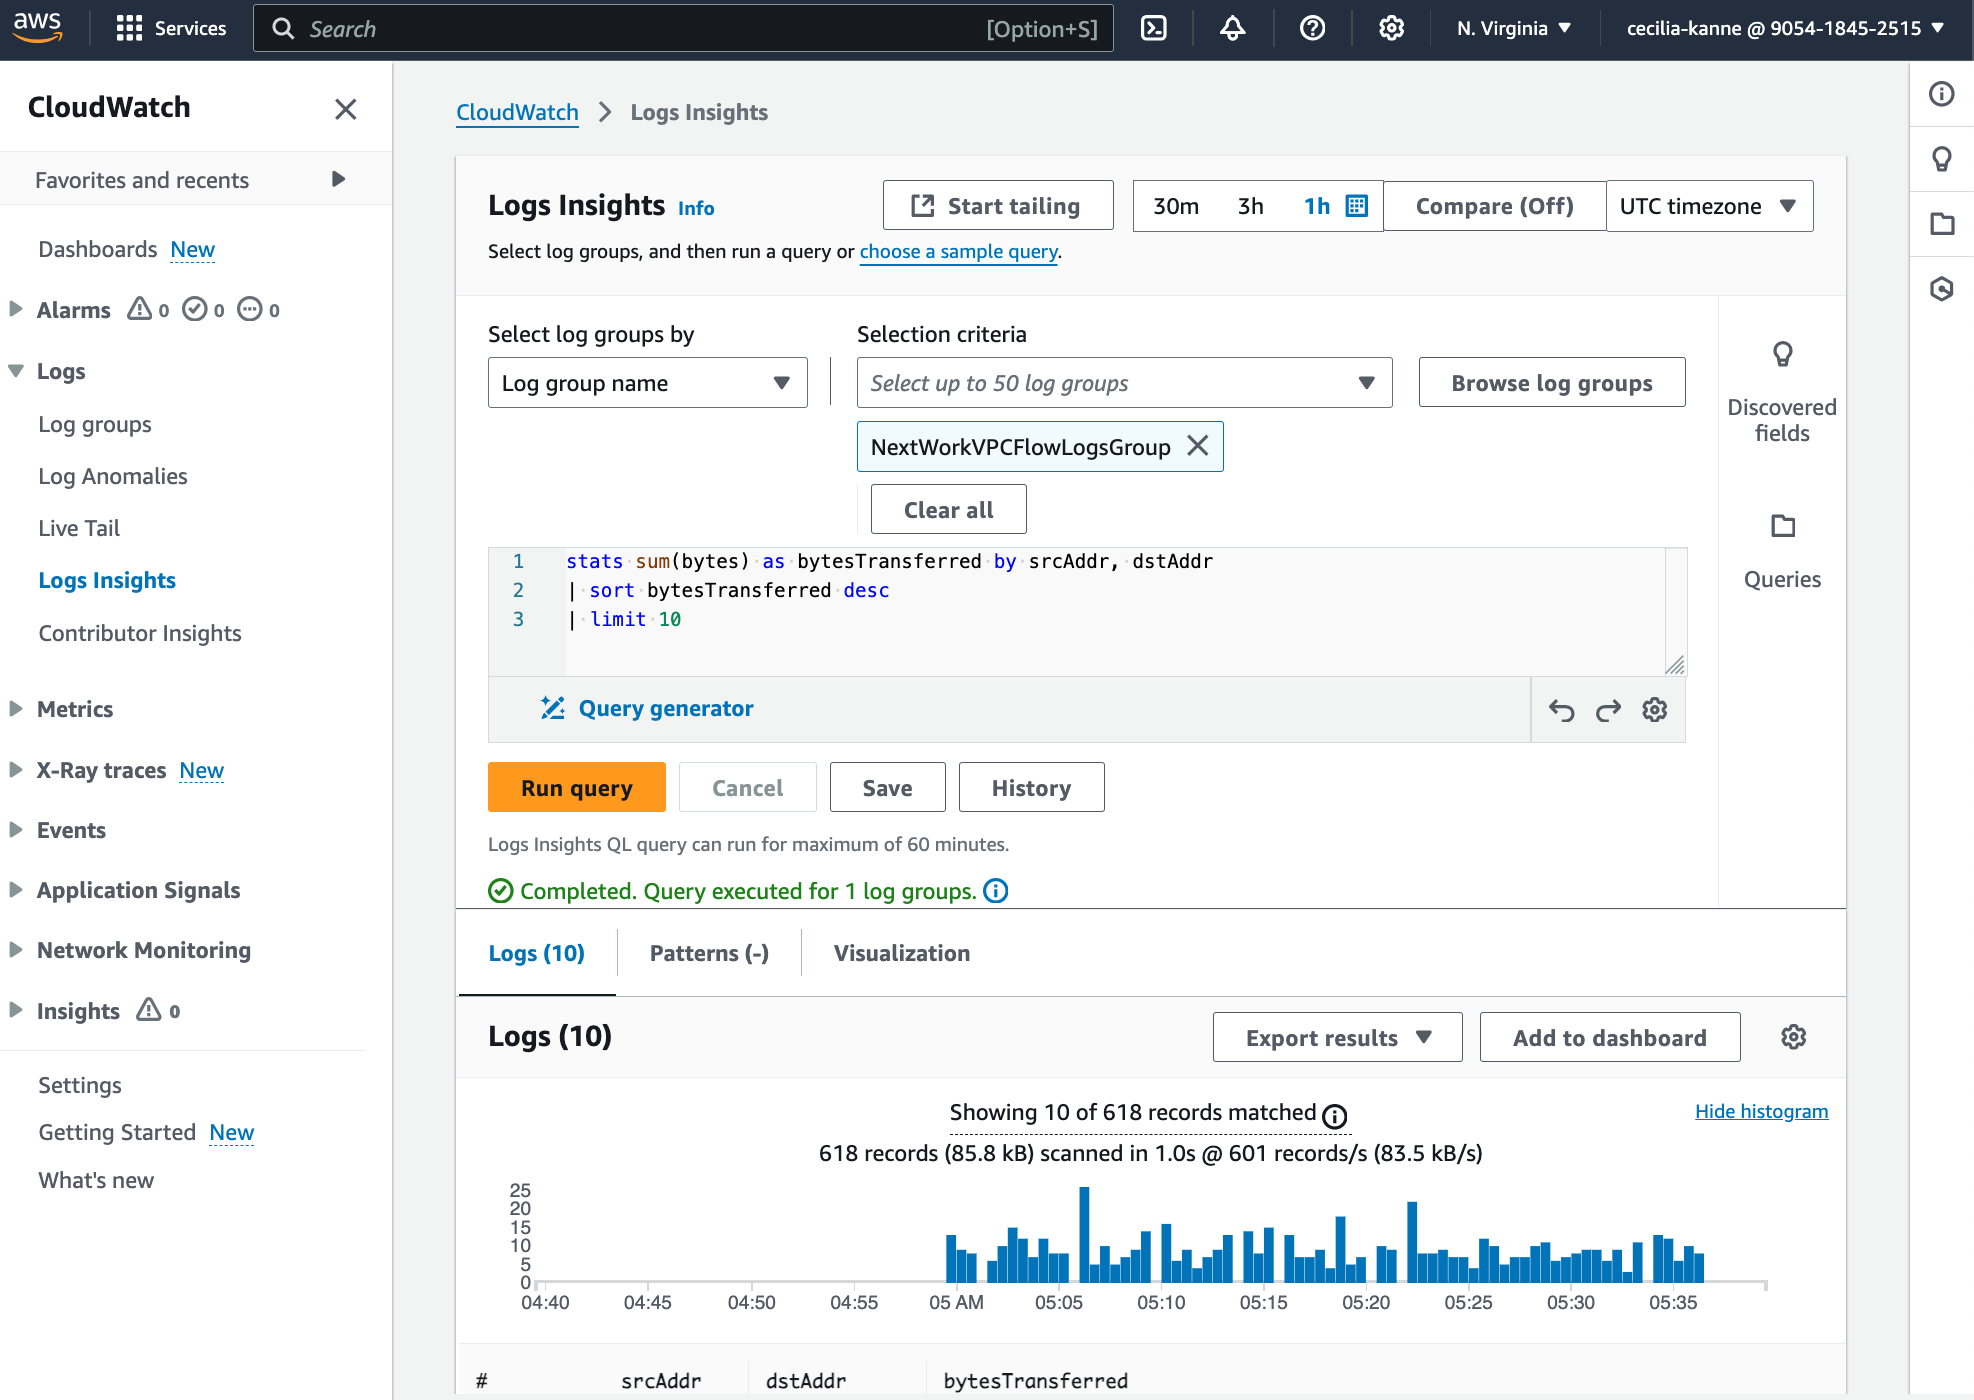 aws
Services
Search
[Option+S]
N. Virginia
cecilia-kanne @ 9054-1845-2515
CloudWatch
Favorites and recents
Dashboards New
Alarms 0 0 0
Logs
Log groups
Log Anomalies
Live Tail
Logs Insights
Contributor Insights
Metrics
X-Ray traces New
Events
Application Signals
Network Monitoring
Insights 0
Settings
Getting Started New
What's new
CloudWatch > Logs Insights
Logs Insights Info
Start tailing
30m 3h 1h
Compare (Off)
UTC timezone
Select log groups, and then run a query or choose a sample query.
Select log groups by
Log group name
Selection criteria
Select up to 50 log groups
Browse log groups
NextWorkVPCFlowLogsGroup
Clear all
Discovered
fields
Queries
1 stats sum(bytes) as bytesTransferred by srcAddr, dstAddr
2 | sort bytesTransferred desc
3 | limit 10
Query generator
Run query
Cancel
Save
History
Logs Insights QL query can run for maximum of 60 minutes.
Completed. Query executed for 1 log groups.
Logs (10)
Patterns (-)
Visualization
Logs (10)
Export results
Add to dashboard
Showing 10 of 618 records matched
Hide histogram
618 records (85.8 kB) scanned in 1.0s @ 601 records/s (83.5 kB/s)
25
20
15
10
5
0
04:40 04:45 04:50 04:55 05 AM 05:05 05:10 05:15 05:20 05:25 05:30 05:35
# srcAddr dstAddr bytesTransferred